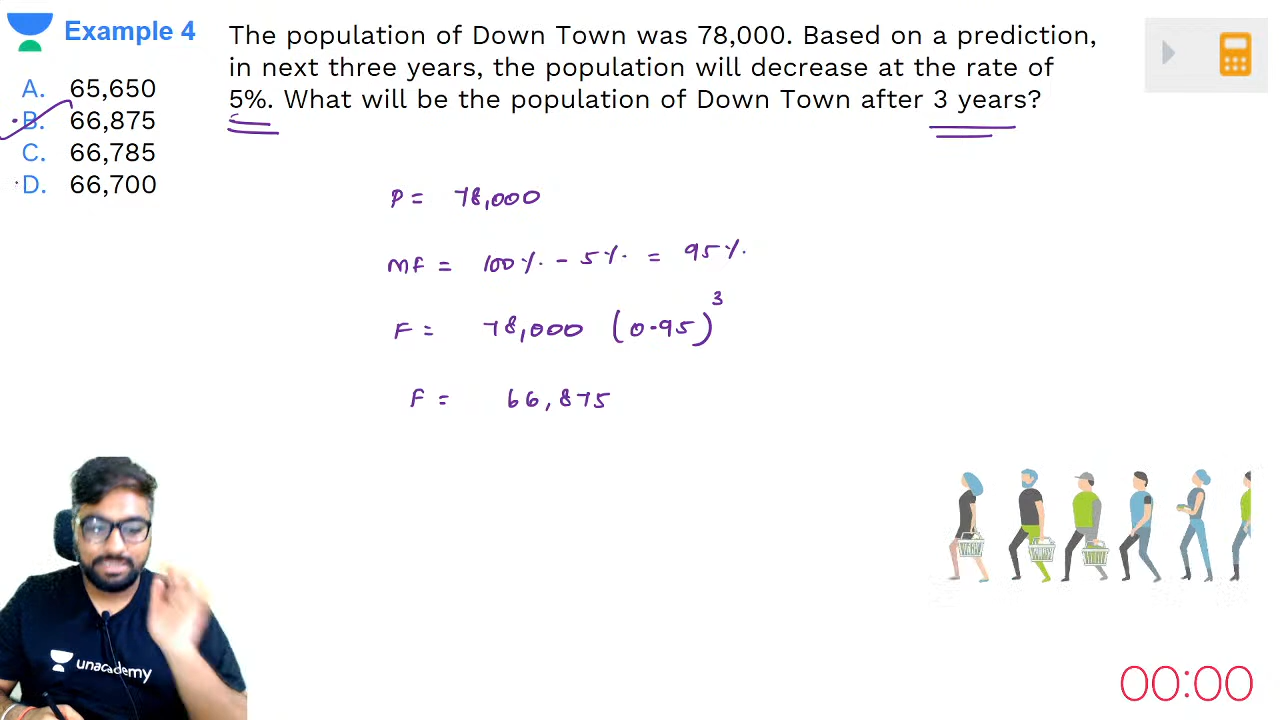 Example 4
The population of Down Town was 78,000. Based on a prediction,
in next three years, the population will decrease at the rate of
5%. What will be the population of Down Town after 3 years?
A. 65,650
B. 66,875
C. 66,785
D. 66,700
P = 78,000
MF = 100% - 5% = 95%
F = 78,000 (0.95)³
F = 66,875
unacademy
00:00